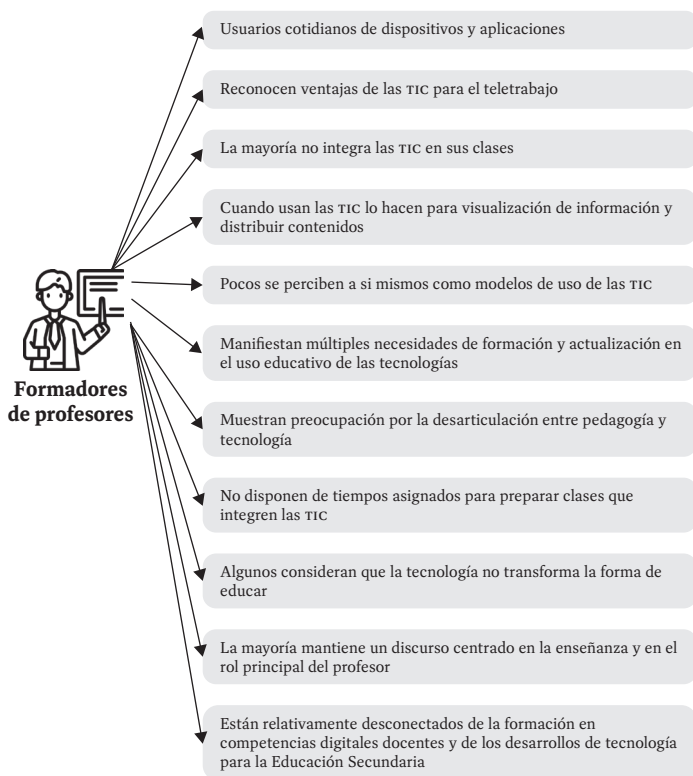 Usuarios cotidianos de dispositivos y aplicaciones
Reconocen ventajas de las TIC para el teletrabajo
La mayoría no integra las TIC en sus clases
Cuando usan las TIC lo hacen para visualización de información y
distribuir contenidos
Pocos se perciben a si mismos como modelos de uso de las TIC
Manifiestan múltiples necesidades de formación y actualización en
el uso educativo de las tecnologías
Formadores
de profesores
Muestran preocupación por la desarticulación entre pedagogía y
tecnología
No disponen de tiempos asignados para preparar clases que
integren las TIC
Algunos consideran que la tecnología no transforma la forma de
educar
La mayoría mantiene un discurso centrado en la enseñanza y en el
rol principal del profesor
Están relativamente desconectados de la formación en
competencias digitales docentes y de los desarrollos de tecnología
para la Educación Secundaria